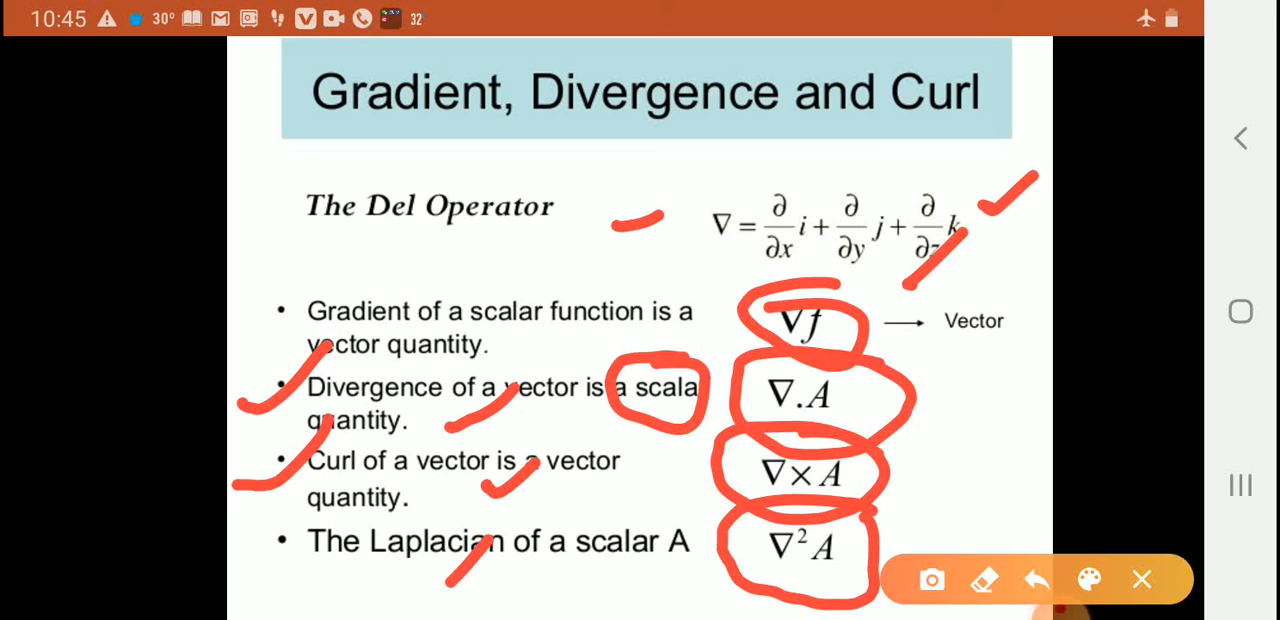 10:45 30° 32°
Gradient, Divergence and Curl
The Del Operator
∇ = ∂/∂x i + ∂/∂y j + ∂/∂z k
Gradient of a scalar function is a
vector quantity.
∇f → Vector
Divergence of a vector is a scala
quantity.
∇.A
Curl of a vector is a vector
quantity.
∇×A
The Laplacian of a scalar A
∇²A